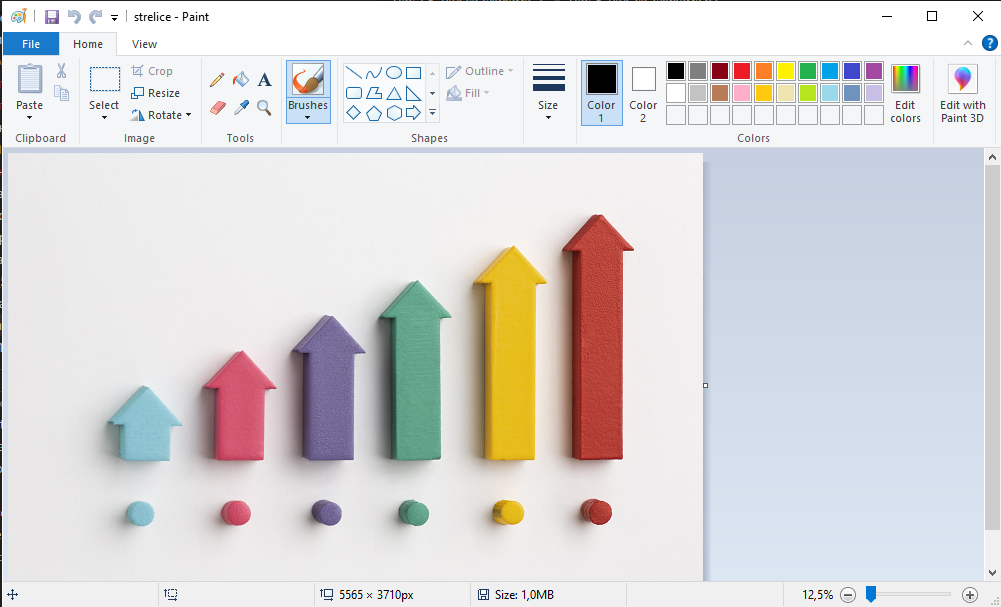 strelice - Paint
File Home View
Paste
Clipboard
Select
Crop
Resize
Rotate
Image
A
Tools
Brushes
Outline
Fill
Shapes
Size
Color
1
Color
2
Edit
colors
Colors
Edit with
Paint 3D
?
5565 × 3710px
Size: 1,0MB
12,5%